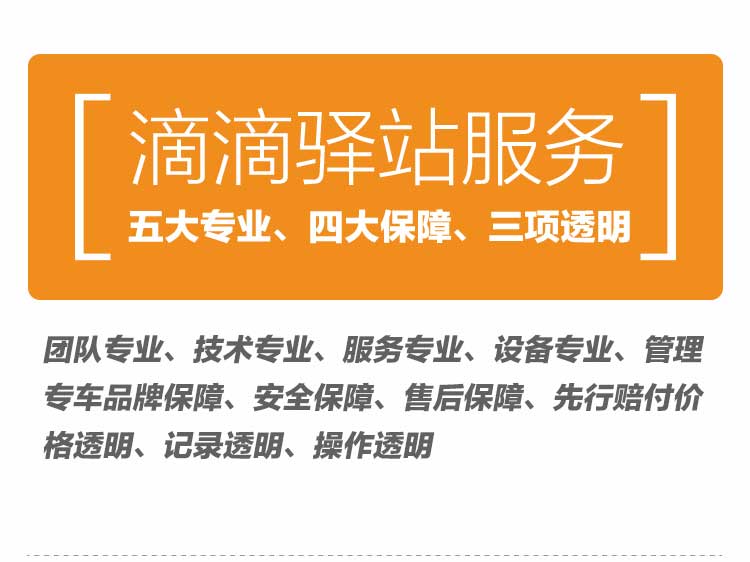 滴滴驿站服务
五大专业、四大保障、三项透明
团队专业、技术专业、服务专业、设备专业、管理
专车品牌保障、安全保障、售后保障、先行赔付价
格透明、记录透明、操作透明